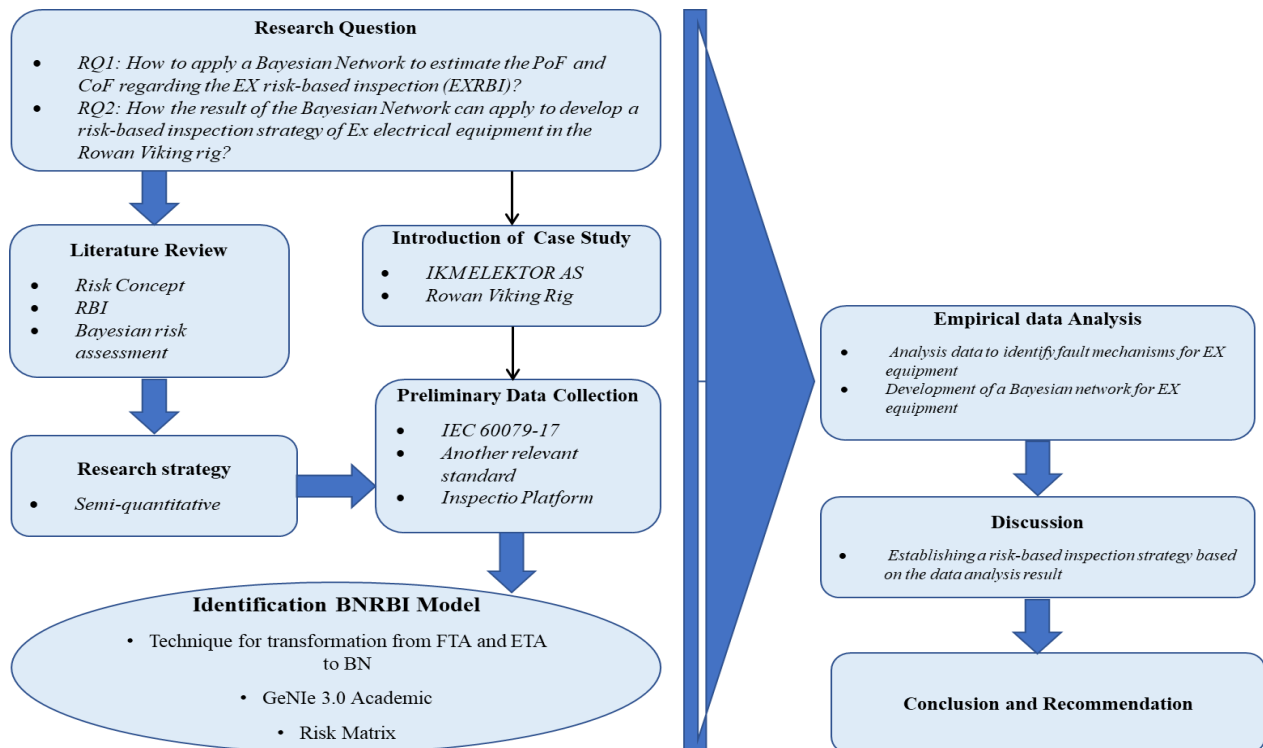 Research Question
• RQ1: How to apply a Bayesian Network to estimate the PoF and
CoF regarding the EX risk-based inspection (EXRBI)?
• RQ2: How the result of the Bayesian Network can apply to develop a
risk-based inspection strategy of Ex electrical equipment in the
Rowan Viking rig?
Literature Review
• Risk Concept
• RBI
• Bayesian risk
assessment
Introduction of Case Study
• IKM ELEKTOR AS
• Rowan Viking Rig
Research strategy
• Semi-quantitative
Preliminary Data Collection
• IEC 60079-17
• Another relevant
standard
• Inspectio Platform
Identification BNRBI Model
• Technique for transformation from FTA and ETA
to BN
• GeNIe 3.0 Academic
• Risk Matrix
Empirical data Analysis
• Analysis data to identify fault mechanisms for EX
equipment
• Development of a Bayesian network for EX
equipment
Discussion
• Establishing a risk-based inspection strategy based
on the data analysis result
Conclusion and Recommendation